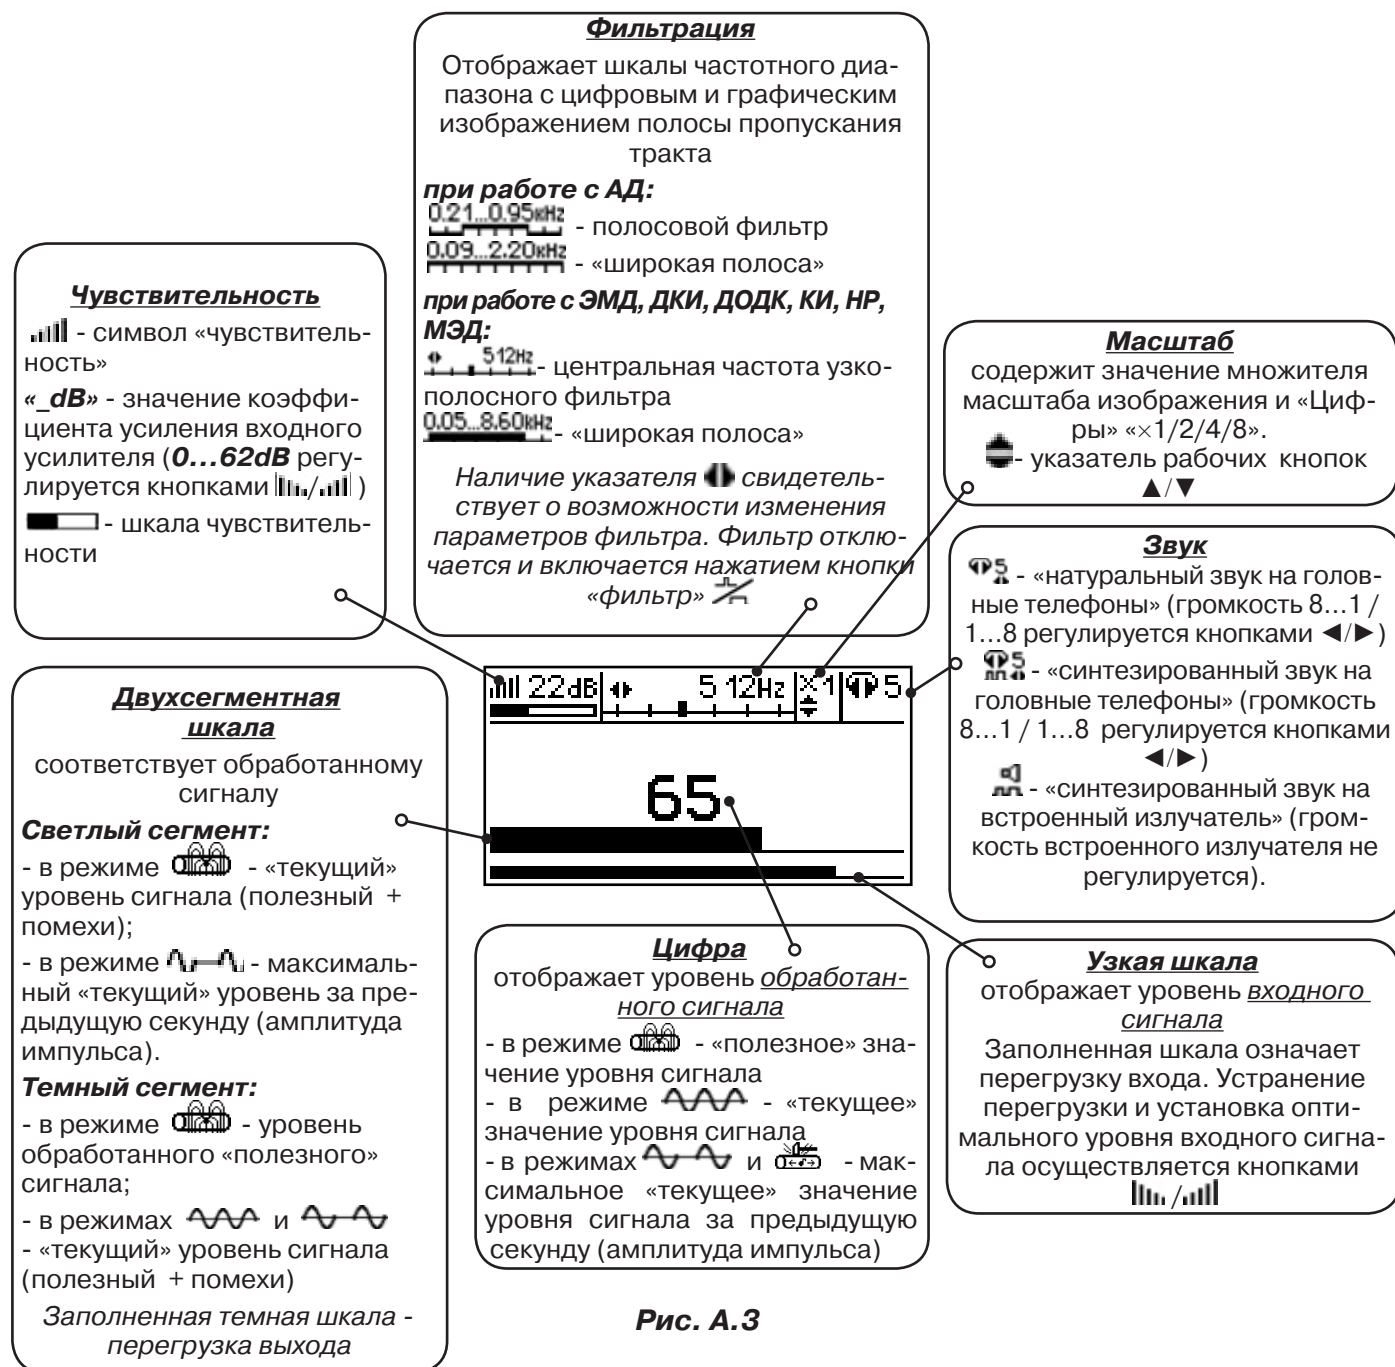 Фильтрация
Отображает шкалы частотного диа-
пазона с цифровым и графическим
изображением полосы пропускания
тракта
при работе с АД:
0.21...0.95кHz - полосовой фильтр
0.09...2.20кHz - «широкая полоса»
при работе с ЭМД, ДКИ, ДОДК, КИ, НР,
МЭД:
512Hz - центральная частота узко-
полосного фильтра
0.05...8.60кHz - «широкая полоса»
Наличие указателя ◀▶ свидетель-
ствует о возможности изменения
параметров фильтра. Фильтр отклю-
чается и включается нажатием кнопки
«фильтр»
Чувствительность
- символ «чувствитель-
ность»
«_dB» - значение коэффи-
циента усиления входного
усилителя (0...62dB регу-
лируется кнопками / )
- шкала чувствитель-
ности
Масштаб
содержит значение множителя
масштаба изображения и «Циф-
ры» «×1/2/4/8».
- указатель рабочих кнопок
▲/▼
Звук
5 - «натуральный звук на голов-
ные телефоны» (громкость 8...1 /
1...8 регулируется кнопками ◀/▶)
5 - «синтезированный звук на
головные телефоны» (громкость
8...1 / 1...8 регулируется кнопками
◀/▶)
- «синтезированный звук на
встроенный излучатель» (гром-
кость встроенного излучателя не
регулируется).
Двухсегментная
шкала
соответствует обработанному
сигналу
Светлый сегмент:
- в режиме - «текущий»
уровень сигнала (полезный +
помехи);
- в режиме - максималь-
ный «текущий» уровень за пре-
дыдущую секунду (амплитуда
импульса).
Темный сегмент:
- в режиме - уровень
обработанного «полезного»
сигнала;
- в режимах и
- «текущий» уровень сигнала
(полезный + помехи)
Заполненная темная шкала -
перегрузка выхода
22dB 512Hz ×1 5
65
Цифра
отображает уровень обработан-
ного сигнала
- в режиме - «полезное» зна-
чение уровня сигнала
- в режиме - «текущее»
значение уровня сигнала
- в режимах и - мак-
симальное «текущее» значение
уровня сигнала за предыдущую
секунду (амплитуда импульса)
Узкая шкала
отображает уровень входного
сигнала
Заполненная шкала означает
перегрузку входа. Устранение
перегрузки и установка опти-
мального уровня входного сигна-
ла осуществляется кнопками
/
Рис. А.3